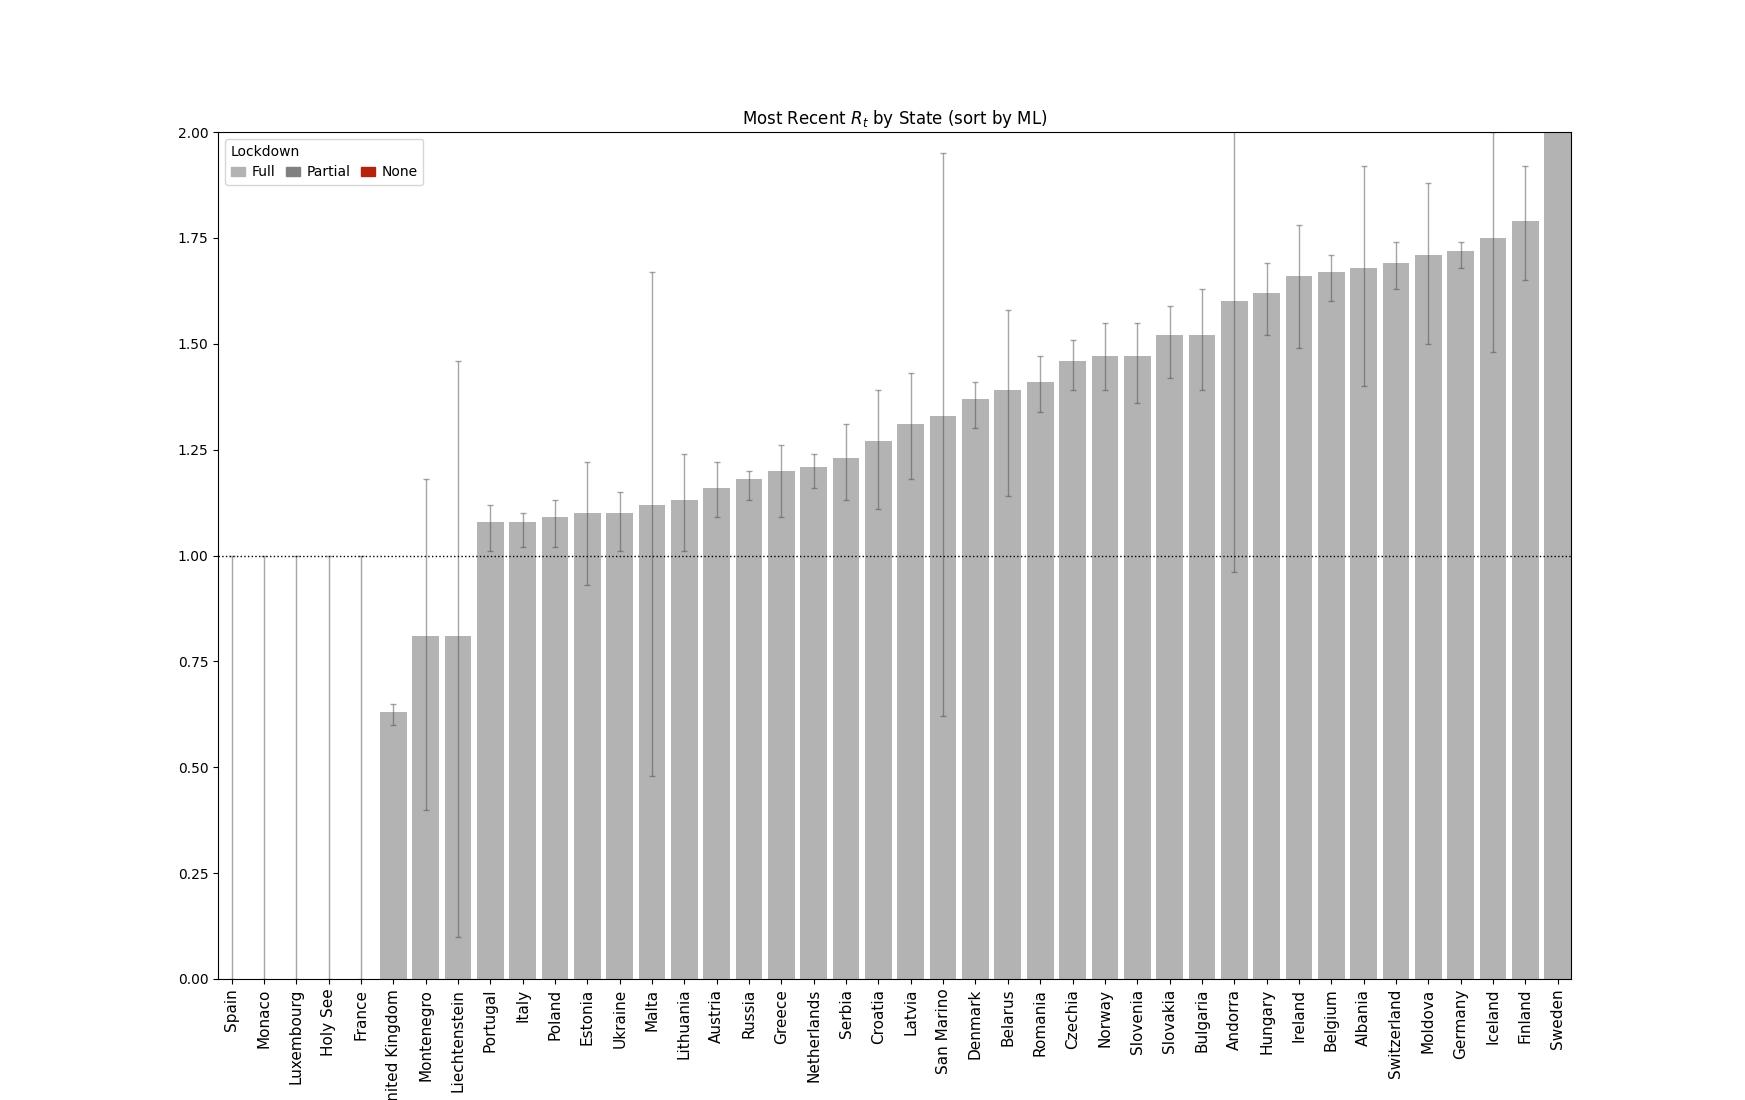 Most Recent Rt by State (sort by ML)
Lockdown
Full Partial None
2.00
1.75
1.50
1.25
1.00
0.75
0.50
0.25
0.00
Spain
Monaco
Luxembourg
Holy See
France
nited Kingdom
Montenegro
Liechtenstein
Portugal
Italy
Poland
Estonia
Ukraine
Malta
Lithuania
Austria
Russia
Greece
Netherlands
Serbia
Croatia
Latvia
San Marino
Denmark
Belarus
Romania
Czechia
Norway
Slovenia
Slovakia
Bulgaria
Andorra
Hungary
Ireland
Belgium
Albania
Switzerland
Moldova
Germany
Iceland
Finland
Sweden